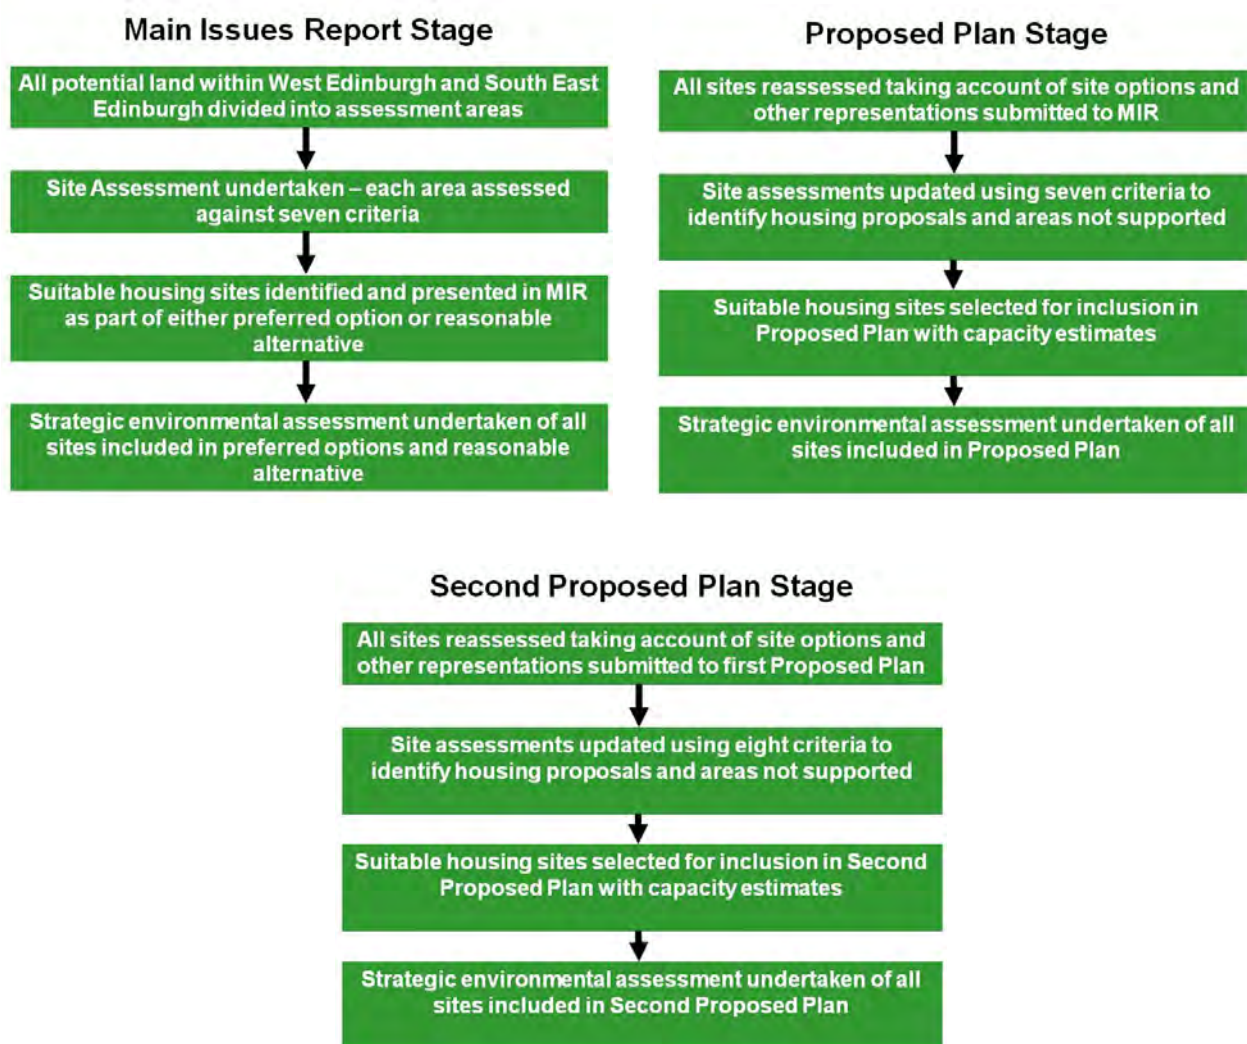 Main Issues Report Stage
All potential land within West Edinburgh and South East
Edinburgh divided into assessment areas
Site Assessment undertaken – each area assessed
against seven criteria
Suitable housing sites identified and presented in MIR
as part of either preferred option or reasonable
alternative
Strategic environmental assessment undertaken of all
sites included in preferred options and reasonable
alternative
Proposed Plan Stage
All sites reassessed taking account of site options and
other representations submitted to MIR
Site assessments updated using seven criteria to
identify housing proposals and areas not supported
Suitable housing sites selected for inclusion in
Proposed Plan with capacity estimates
Strategic environmental assessment undertaken of all
sites included in Proposed Plan
Second Proposed Plan Stage
All sites reassessed taking account of site options and
other representations submitted to first Proposed Plan
Site assessments updated using eight criteria to
identify housing proposals and areas not supported
Suitable housing sites selected for inclusion in Second
Proposed Plan with capacity estimates
Strategic environmental assessment undertaken of all
sites included in Second Proposed Plan